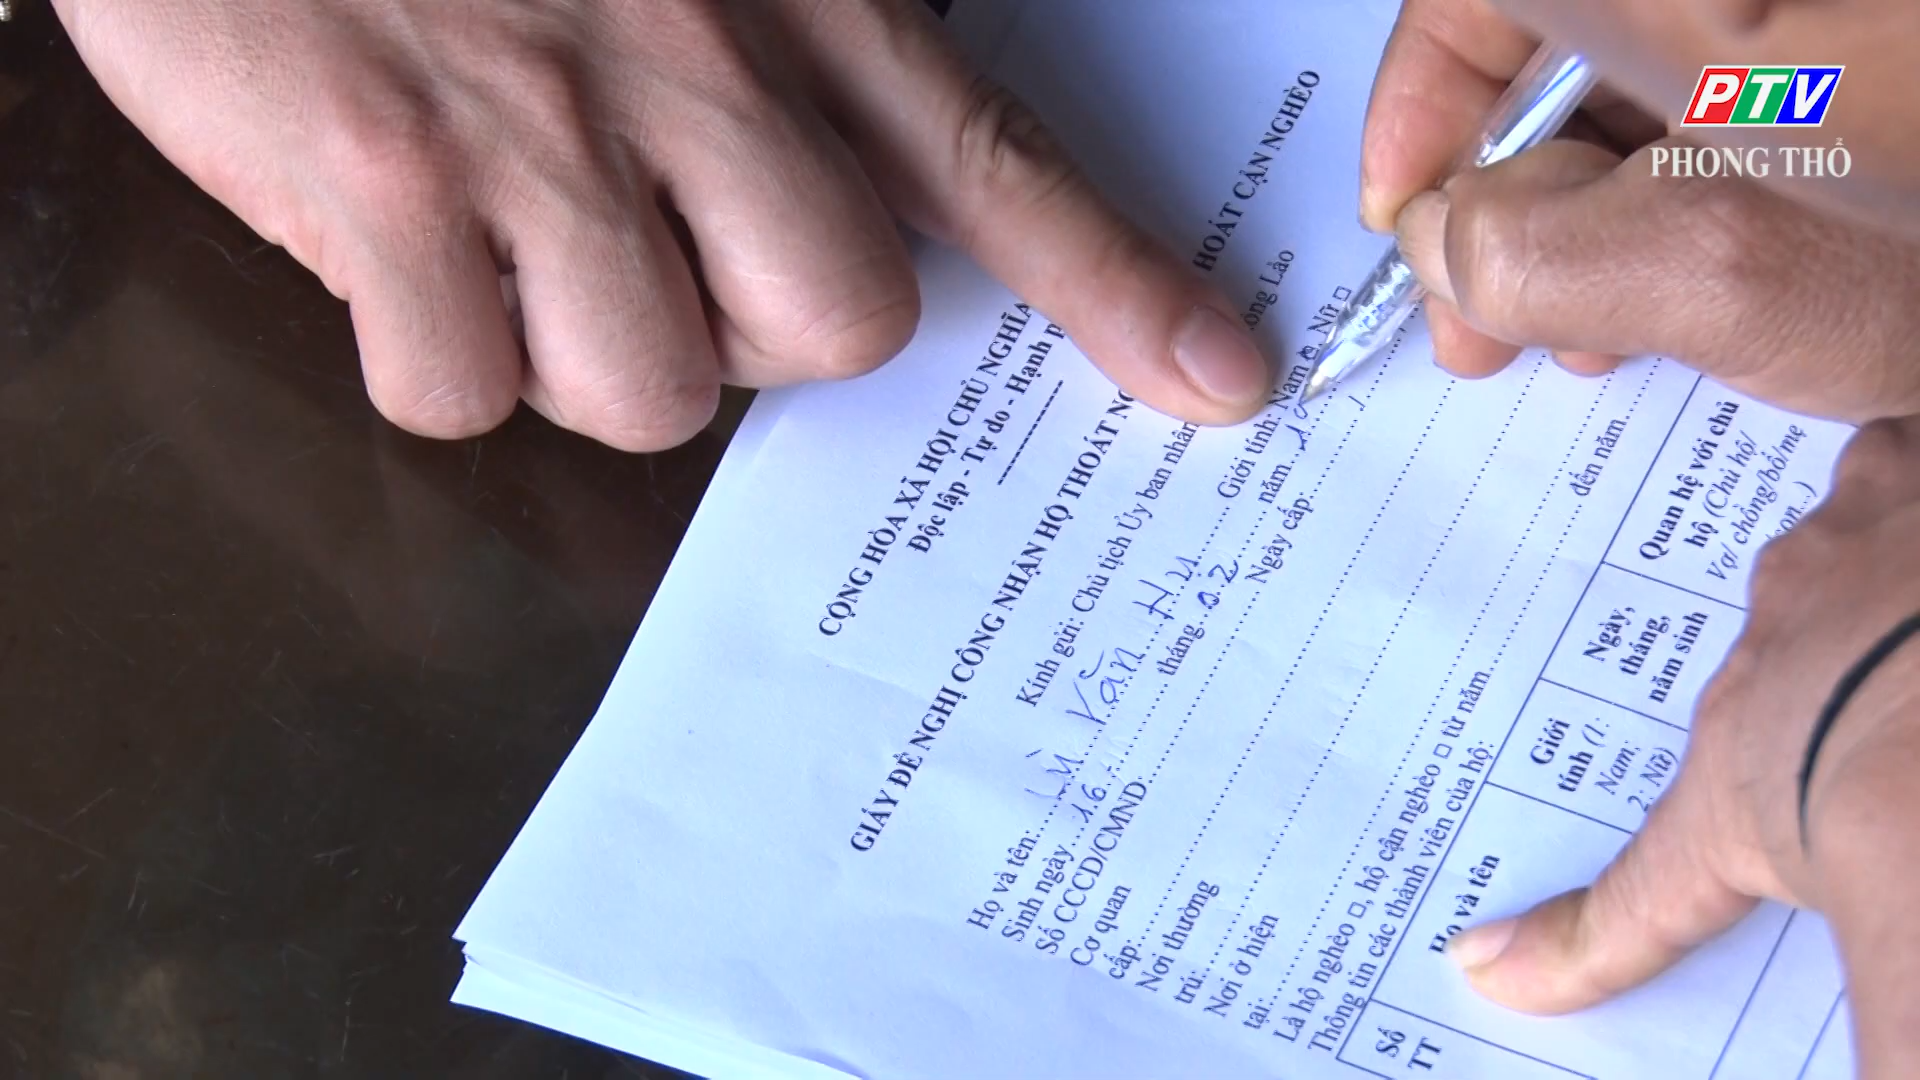 PTV
PHONG THỔ
CỘNG HÒA XÃ HỘI CHỦ NGHĨA
Độc lập - Tự do - Hạnh
GIẤY ĐỀ NGHỊ CÔNG NHẬN HỘ THOÁT HOÁT CẬN NGHÈO
Kính gửi: Chủ tịch Ủy ban nhân Lảo
Họ và tên: Lù Văn Hu Giới tính: Nam □, Nữ □
Sinh ngày 16 tháng 02 năm 1
Số CCCD/CMND Ngày cấp:
Cơ quan
cấp:
Nơi thường
trú:
Nơi ở hiện
tại:
Là hộ nghèo □, hộ cận nghèo □ từ năm đến năm
Thông tin các thành viên của hộ:
Số
TT
Họ và tên
Giới
tính (1:
Nam,
2: Nữ)
Ngày,
tháng,
năm sinh
Quan hệ với chủ
hộ (Chủ hộ/
Vợ/ chồng/bố/mẹ